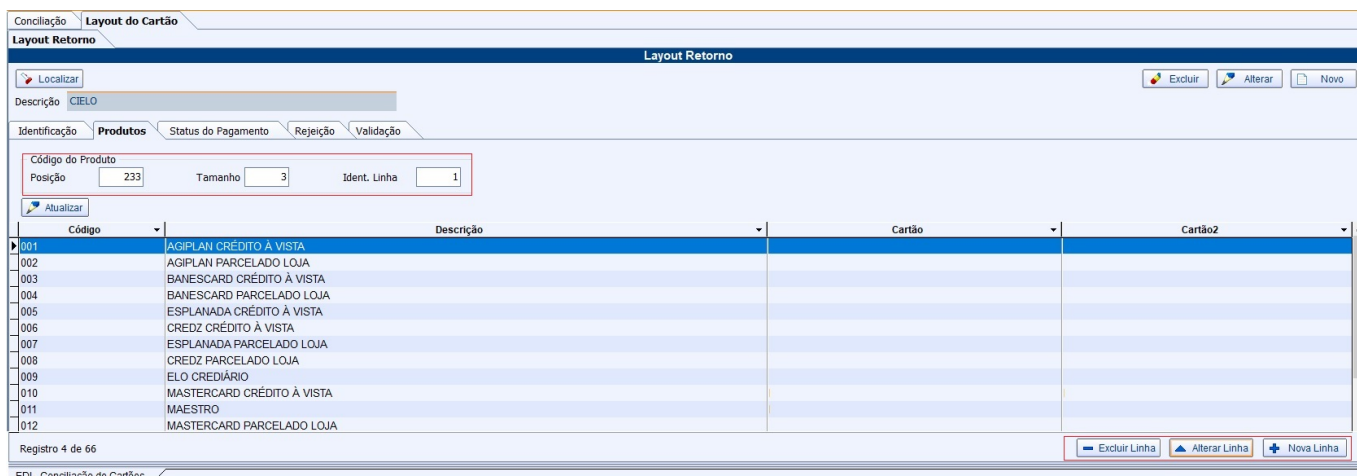 Conciliação Layout do Cartão
Layout Retorno
Layout Retorno
Localizar Excluir Alterar Novo
Descrição CIELO
Identificação Produtos Status do Pagamento Rejeição Validação
Código do Produto
Posição 233 Tamanho 3 Ident. Linha 1
Atualizar
Código Descrição Cartão Cartão2
001 AGIPLAN CRÉDITO À VISTA
002 AGIPLAN PARCELADO LOJA
003 BANESCARD CRÉDITO À VISTA
004 BANESCARD PARCELADO LOJA
005 ESPLANADA CRÉDITO À VISTA
006 CREDZ CRÉDITO À VISTA
007 ESPLANADA PARCELADO LOJA
008 CREDZ PARCELADO LOJA
009 ELO CREDIÁRIO
010 MASTERCARD CRÉDITO À VISTA
011 MAESTRO
012 MASTERCARD PARCELADO LOJA
Registro 4 de 66 Excluir Linha Alterar Linha Nova Linha
EDI - Conciliação de Cartões